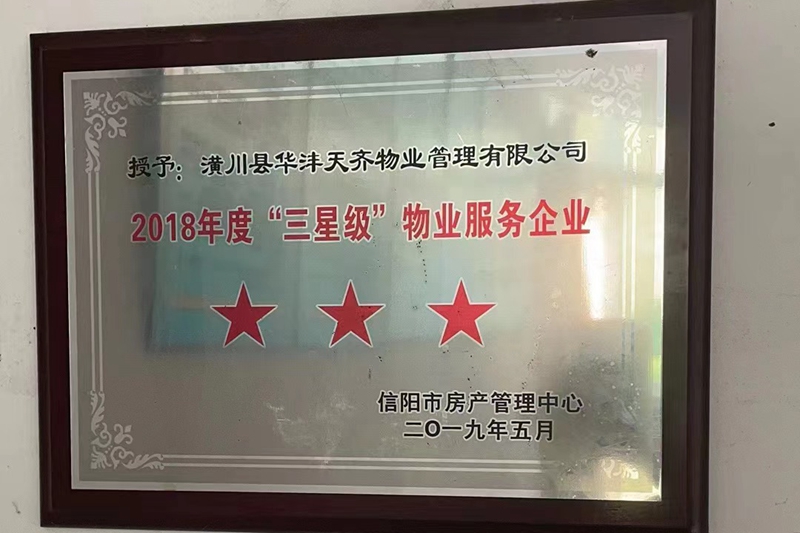 授予：潢川县华沣天齐物业管理有限公司
2018年度“三星级”物业服务企业
信阳市房产管理中心
二〇一九年五月